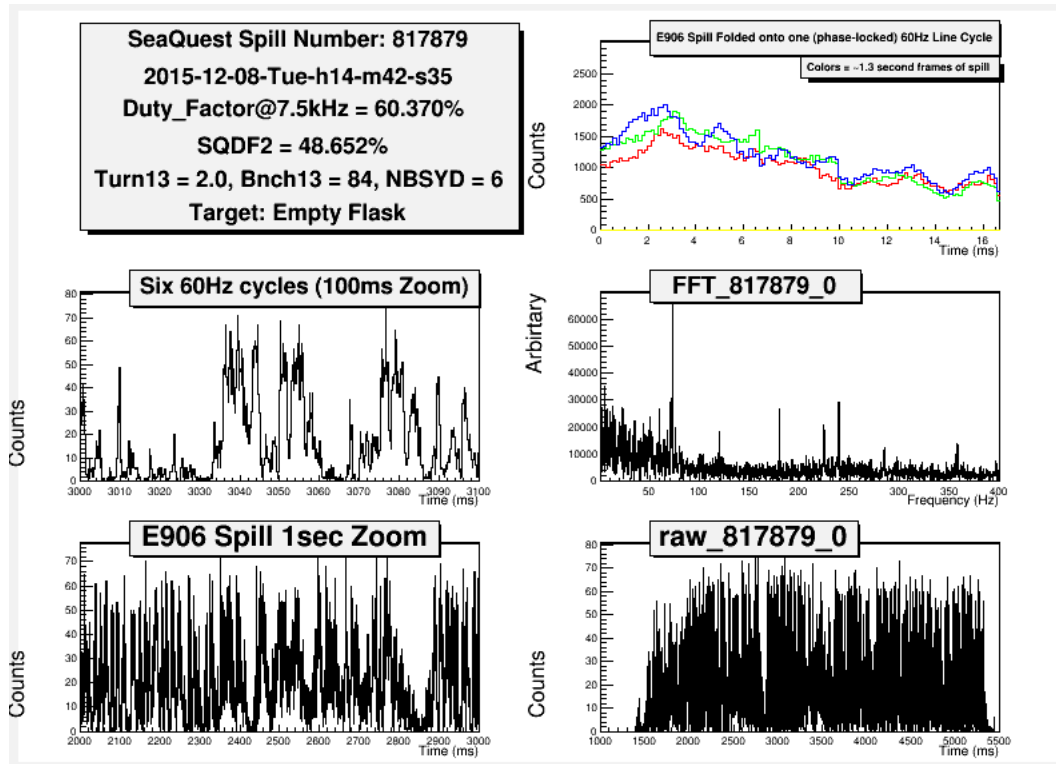 SeaQuest Spill Number: 817879
2015-12-08-Tue-h14-m42-s35
Duty_Factor@7.5kHz = 60.370%
SQDF2 = 48.652%
Turn13 = 2.0, Bnch13 = 84, NBSYD = 6
Target: Empty Flask
E906 Spill Folded onto one (phase-locked) 60Hz Line Cycle
Colors = ~1.3 second frames of spill
Counts
2500
2000
1500
1000
500
0
0 2 4 6 8 10 12 14 16
Time (ms)
Six 60Hz cycles (100ms Zoom)
Counts
80
70
60
50
40
30
20
10
0
3000 3010 3020 3030 3040 3050 3060 3070 3080 3090 3100
Time (ms)
FFT_817879_0
Arbirtary
60000
50000
40000
30000
20000
10000
0
50 100 150 200 250 300 350 400
Frequency (Hz)
E906 Spill 1sec Zoom
Counts
70
60
50
40
30
20
10
0
2000 2100 2200 2300 2400 2500 2600 2700 2800 2900 3000
Time (ms)
raw_817879_0
Counts
80
70
60
50
40
30
20
10
0
1000 1500 2000 2500 3000 3500 4000 4500 5000 5500
Time (ms)